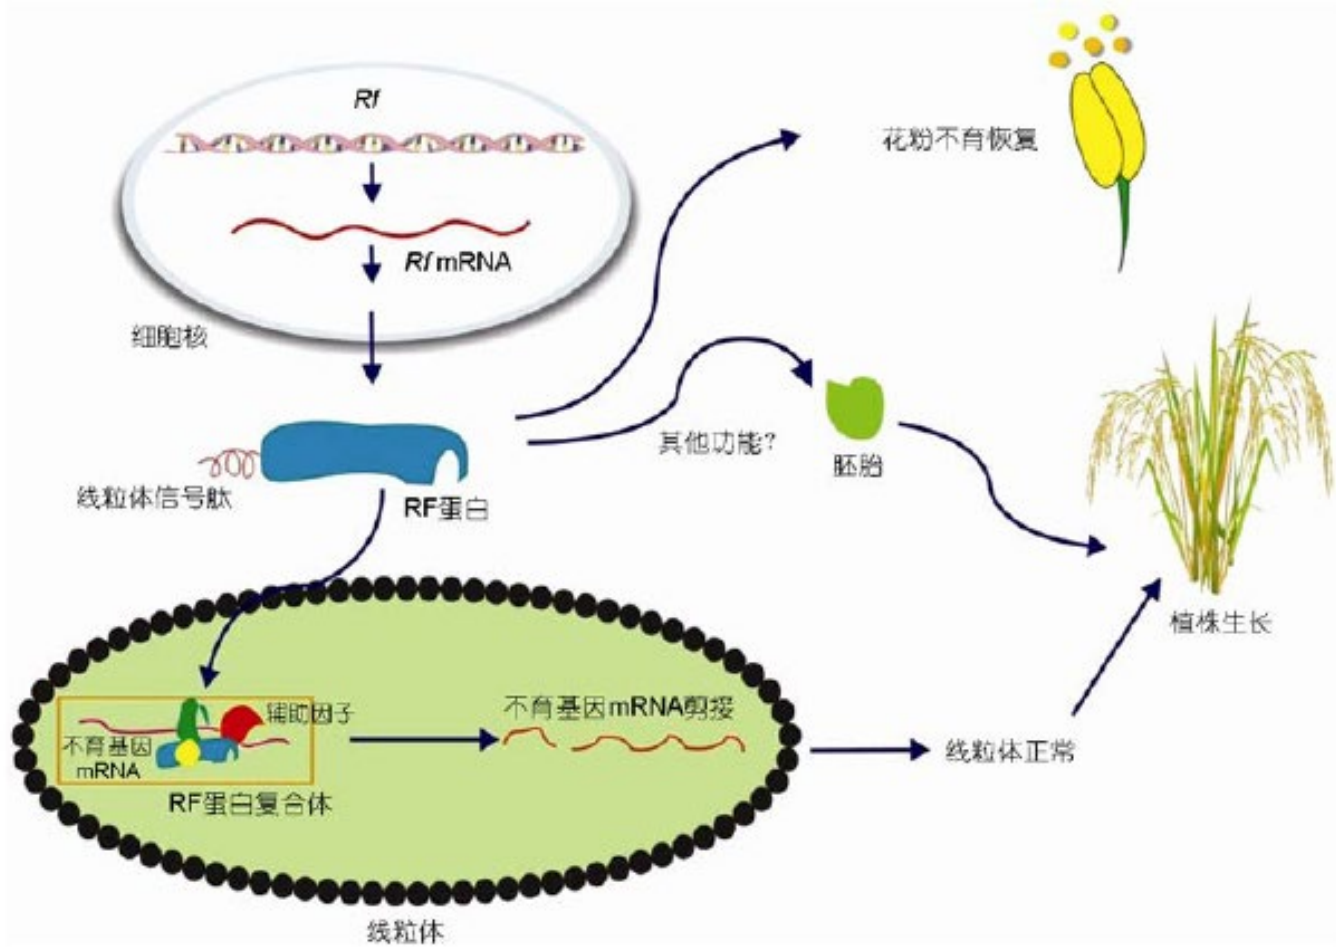 Rf
Rf mRNA
细胞核
花粉不育恢复
其他功能?
胚胎
线粒体信号肽
RF蛋白
植株生长
辅助因子
不育基因
mRNA
RF蛋白复合体
不育基因mRNA剪接
线粒体正常
线粒体